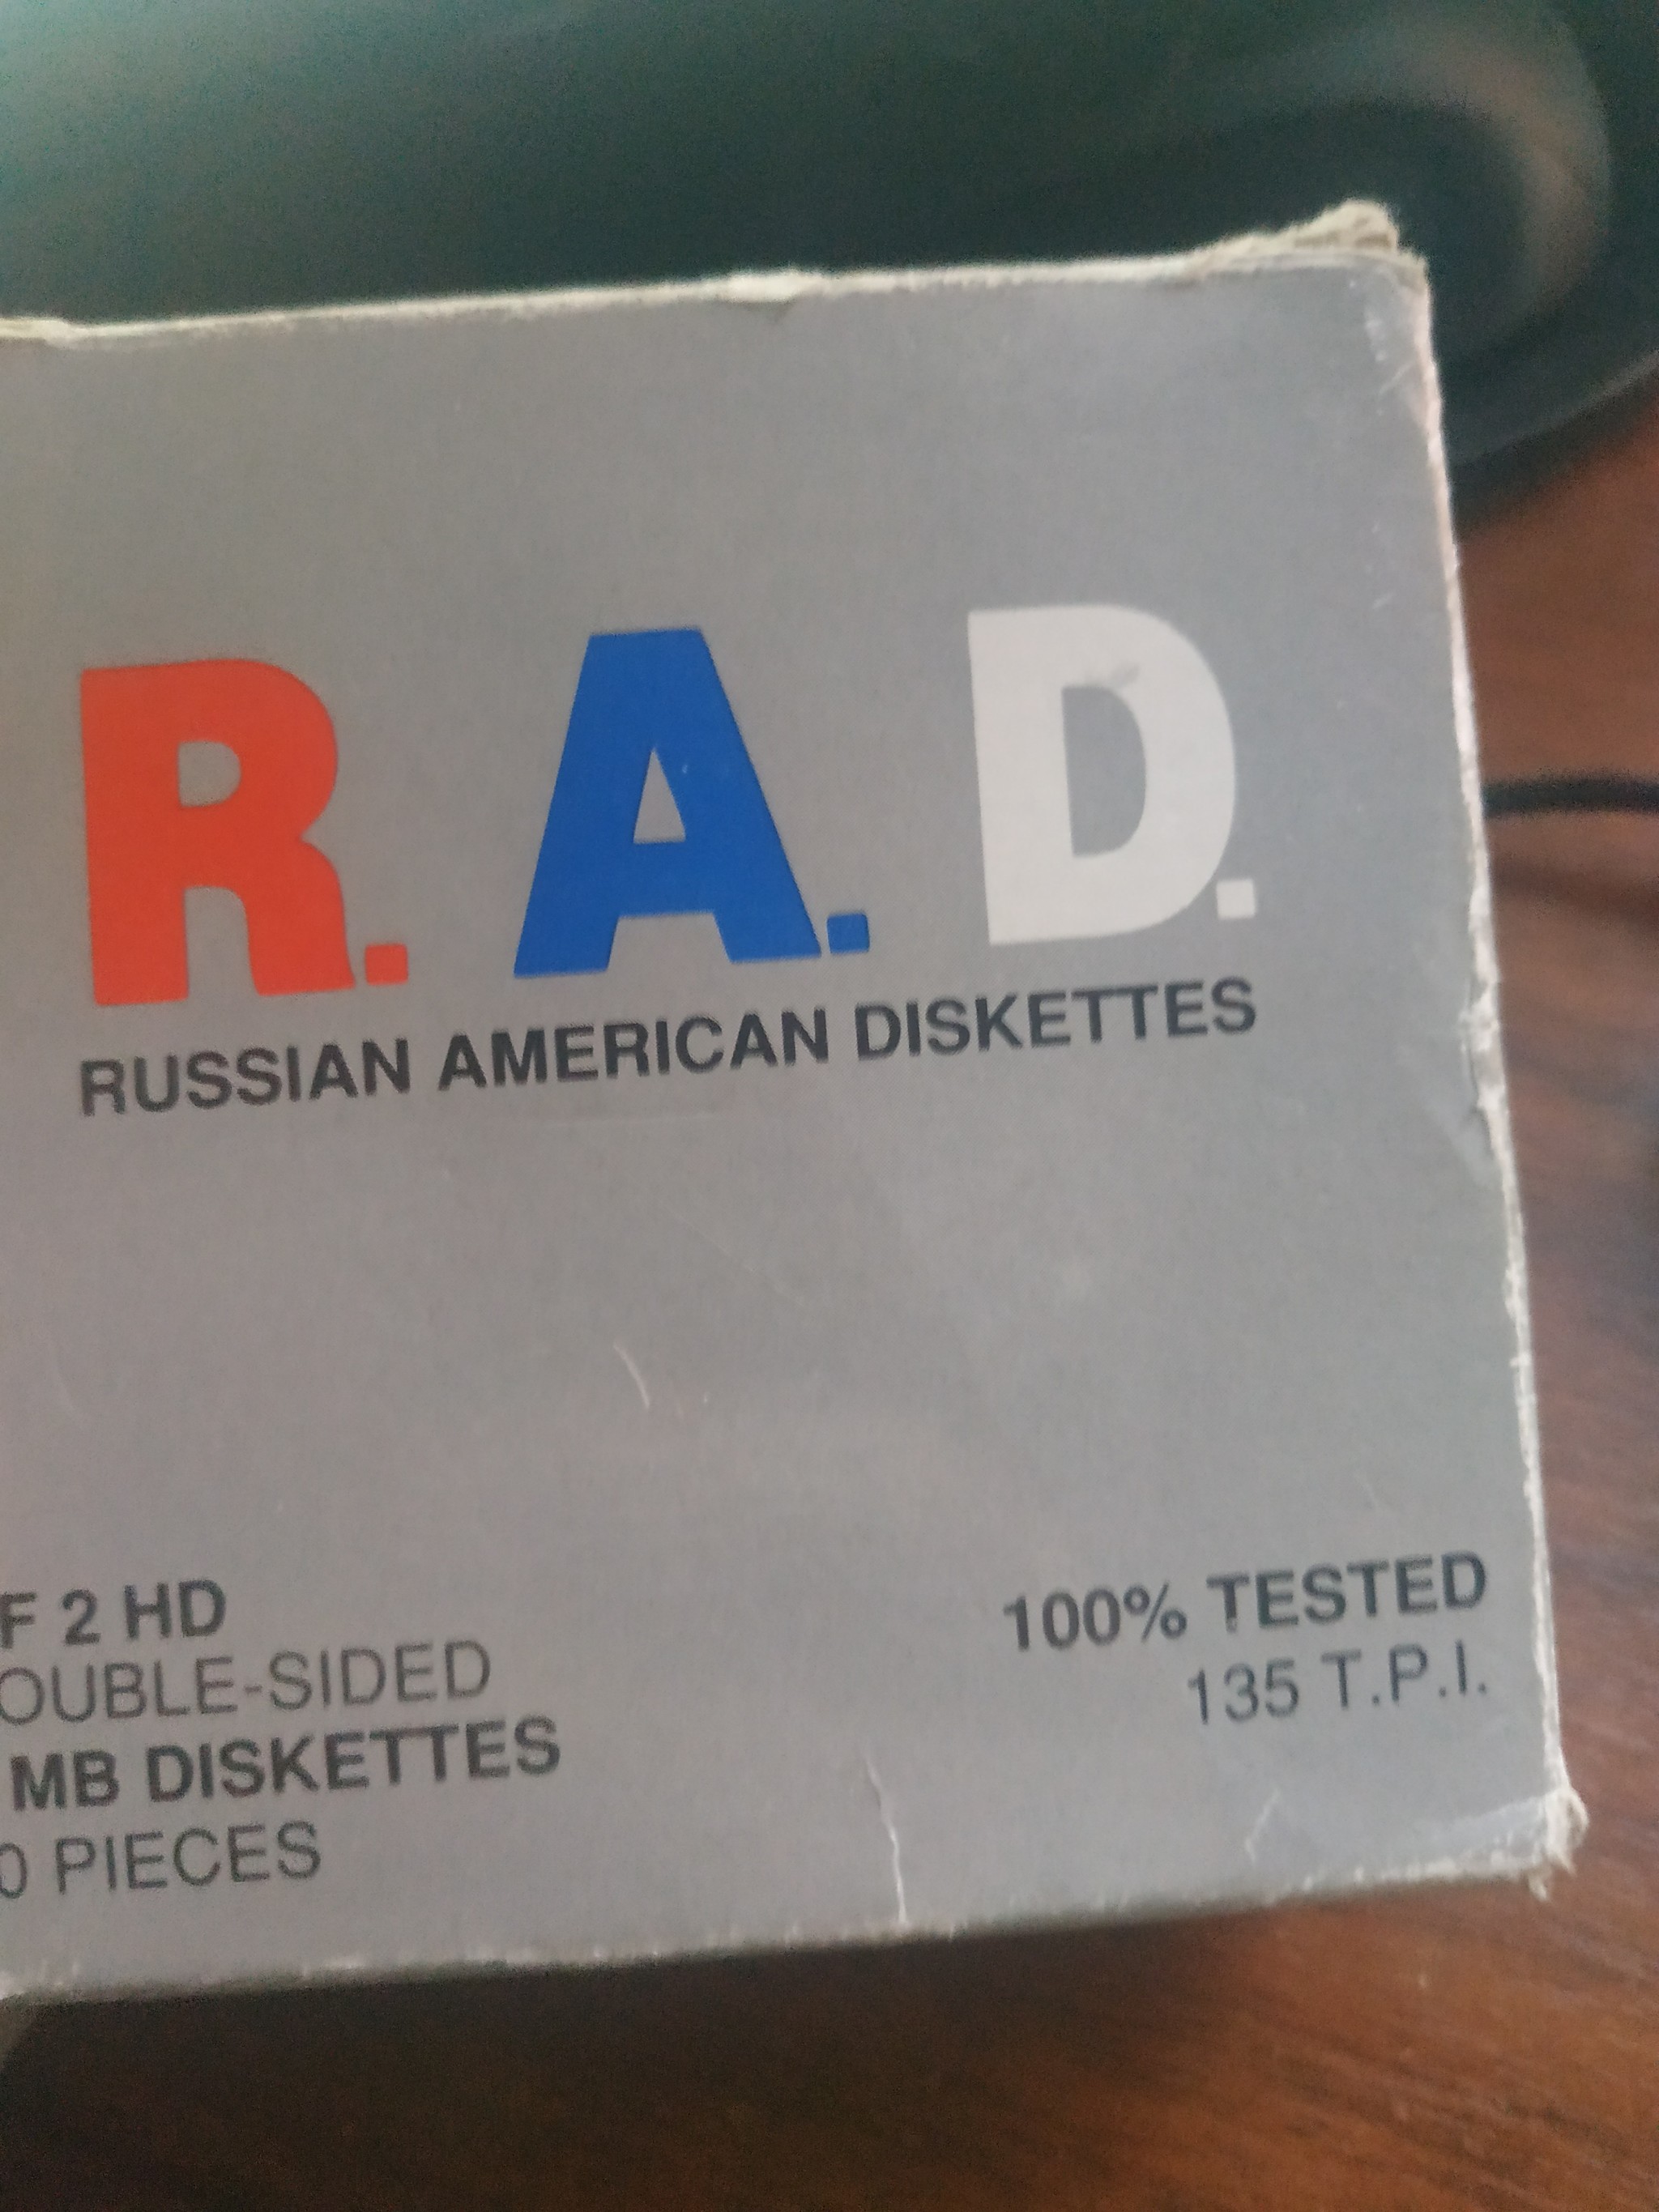 R. A. D.
RUSSIAN AMERICAN DISKETTES
F 2 HD
OUBLE-SIDED
MB DISKETTES
0 PIECES
100% TESTED
135 T.P.I.